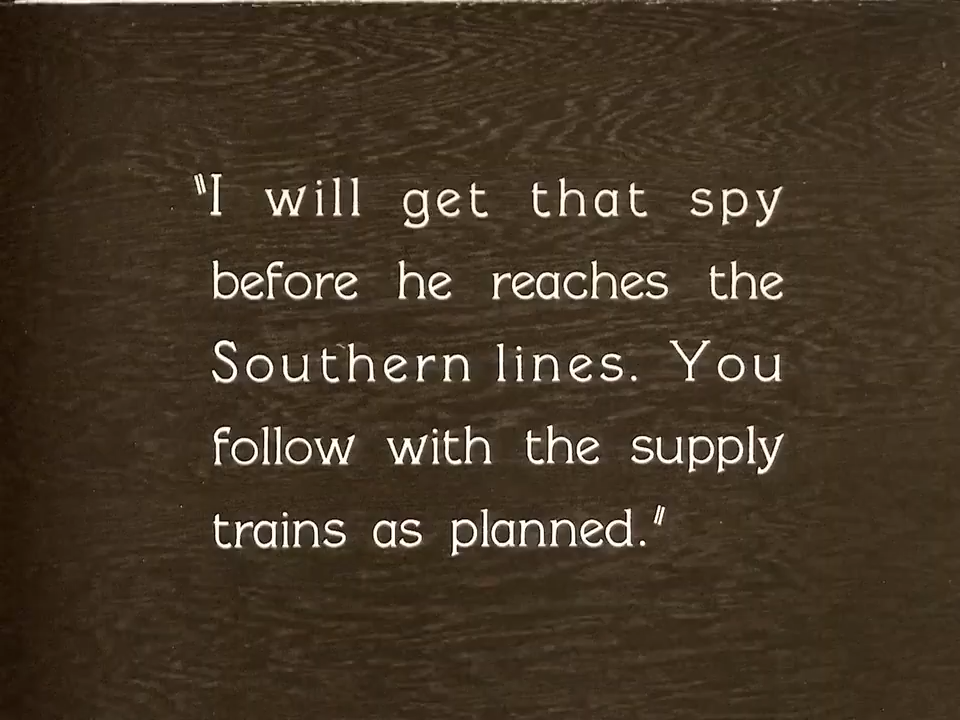 "I will get that spy
before he reaches the
Southern lines. You
follow with the supply
trains as planned."